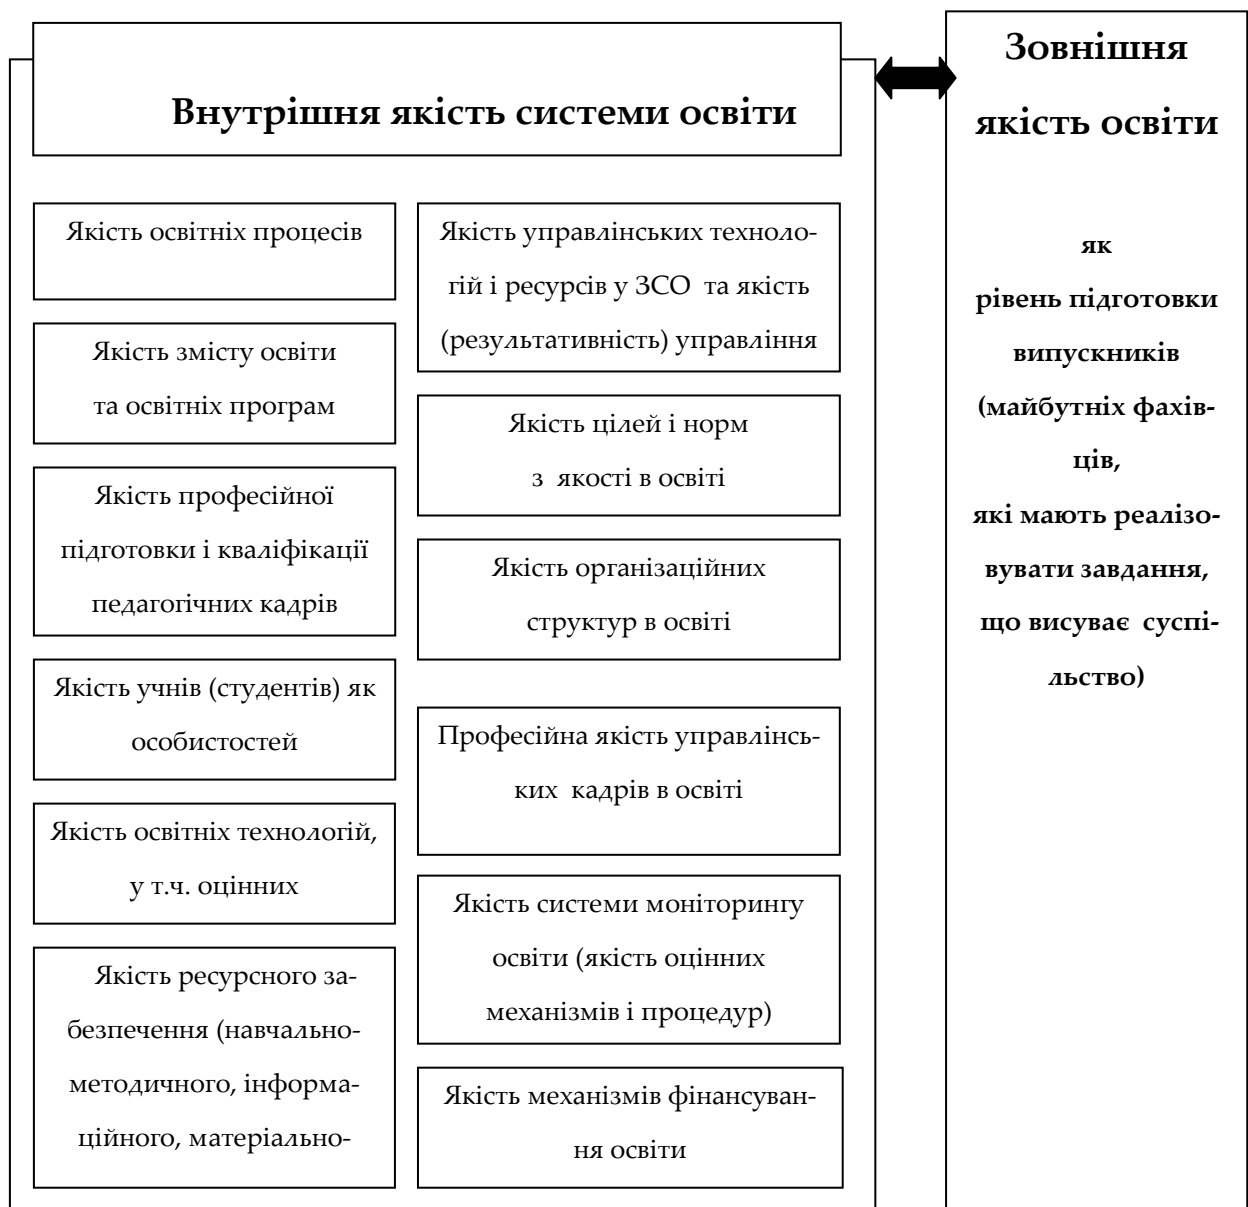 Внутрішня якість системи освіти
Якість освітніх процесів
Якість змісту освіти
та освітніх програм
Якість професійної
підготовки і кваліфікації
педагогічних кадрів
Якість учнів (студентів) як
особистостей
Якість освітніх технологій,
у т.ч. оцінних
Якість ресурсного за-
безпечення (навчально-
методичного, інформа-
ційного, матеріально-
Якість управлінських техноло-
гій і ресурсів у ЗСО та якість
(результативність) управління
Якість цілей і норм
з якості в освіті
Якість організаційних
структур в освіті
Професійна якість управлінсь-
ких кадрів в освіті
Якість системи моніторингу
освіти (якість оцінних
механізмів і процедур)
Якість механізмів фінансуван-
ня освіти
Зовнішня
якість освіти
як
рівень підготовки
випускників
(майбутніх фахів-
ців,
які мають реалізо-
вувати завдання,
що висуває суспі-
льство)